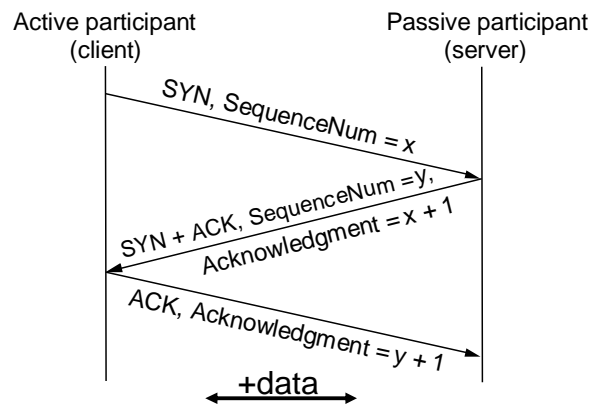 Active participant
(client)
Passive participant
(server)
SYN, SequenceNum = x
SYN + ACK, SequenceNum =y,
Acknowledgment = x + 1
ACK, Acknowledgment = y + 1
+data